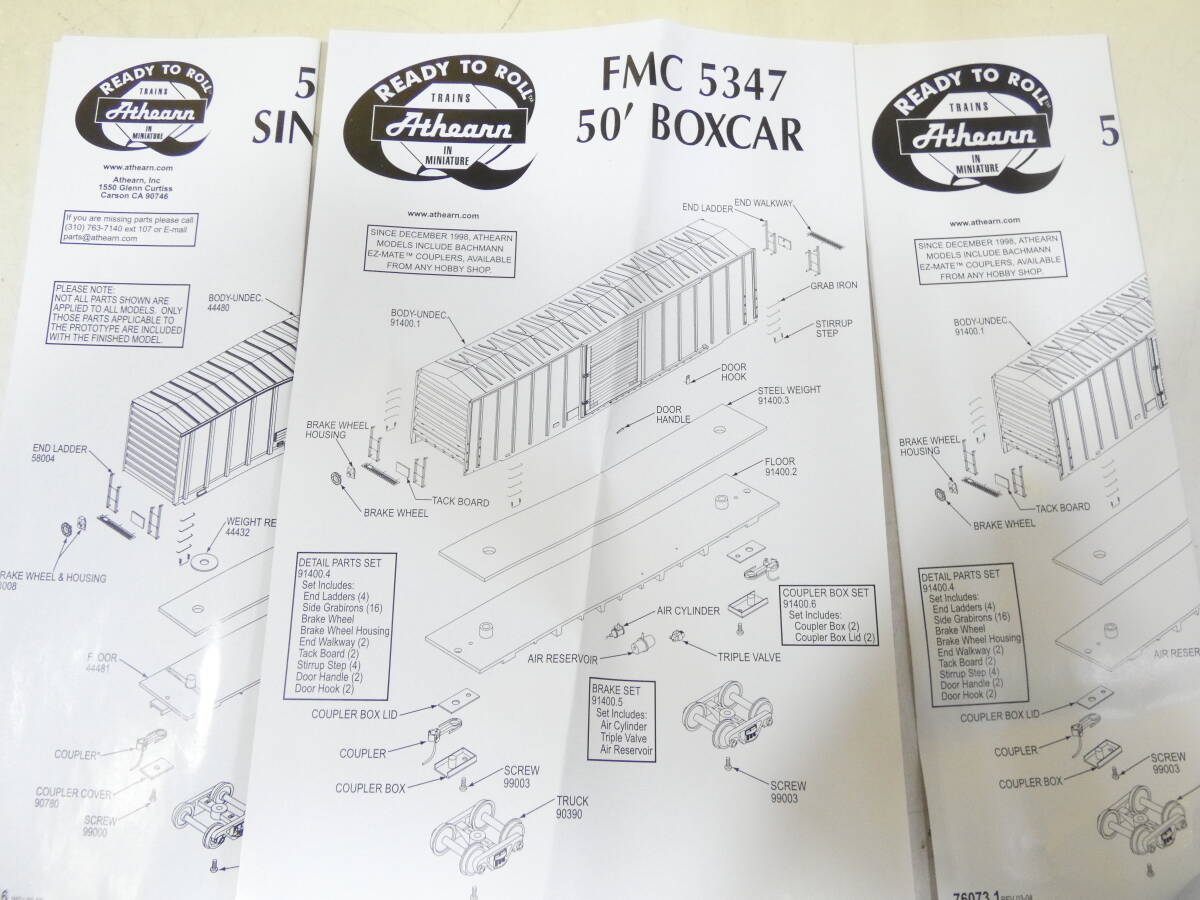 READY TO ROLL
TRAINS
Athearn
IN
MINIATURE
www.athearn.com
Athearn, Inc
1550 Glenn Curtiss
Carson CA 90746
If you are missing parts please call
(310) 763-7140 ext 107 or E-mail
parts@athearn.com
PLEASE NOTE:
NOT ALL PARTS SHOWN ARE
APPLIED TO ALL MODELS. ONLY
THOSE PARTS APPLICABLE TO
THE PROTOTYPE ARE INCLUDED
WITH THE FINISHED MODEL.
5
SIN
BODY-UNDEC.
44480
END LADDER
58004
WEIGHT RE
44432
RAKE WHEEL & HOUSING
008
FLOOR
44481
COUPLER*
COUPLER COVER
90780
SCREW
99000
READY TO ROLL™
TRAINS
Athearn
IN
MINIATURE
FMC 5347
50' BOXCAR
www.athearn.com
SINCE DECEMBER 1998, ATHEARN
MODELS INCLUDE BACHMANN
EZ-MATE™ COUPLERS, AVAILABLE
FROM ANY HOBBY SHOP.
END LADDER
END WALKWAY
GRAB IRON
STIRRUP
STEP
BODY-UNDEC.
91400.1
DOOR
HOOK
STEEL WEIGHT
91400.3
DOOR
HANDLE
BRAKE WHEEL
HOUSING
FLOOR
91400.2
TACK BOARD
BRAKE WHEEL
DETAIL PARTS SET
91400.4
Set Includes:
End Ladders (4)
Side Grabirons (16)
Brake Wheel
Brake Wheel Housing
End Walkway (2)
Tack Board (2)
Stirrup Step (4)
Door Handle (2)
Door Hook (2)
COUPLER BOX SET
91400.6
Set Includes:
Coupler Box (2)
Coupler Box Lid (2)
AIR CYLINDER
AIR RESERVOIR
TRIPLE VALVE
BRAKE SET
91400.5
Set Includes:
Air Cylinder
Triple Valve
Air Reservoir
COUPLER BOX LID
COUPLER
COUPLER BOX
SCREW
99003
SCREW
99003
TRUCK
90390
READY TO ROLL™
TRAINS
Athearn
IN
MINIATURE
5
www.athearn.com
SINCE DECEMBER 1998, ATHEARN
MODELS INCLUDE BACHMANN
EZ-MATE™ COUPLERS, AVAILABLE
FROM ANY HOBBY SHOP.
BODY-UNDEC.
91400.1
BRAKE WHEEL
HOUSING
TACK BOARD
BRAKE WHEEL
DETAIL PARTS SET
91400.4
Set Includes:
End Ladders (4)
Side Grabirons (16)
Brake Wheel
Brake Wheel Housing
End Walkway (2)
Tack Board (2)
Stirrup Step (4)
Door Handle (2)
Door Hook (2)
AIR RESER
COUPLER BOX LID
COUPLER
COUPLER BOX
SCREW
99003
76073.1